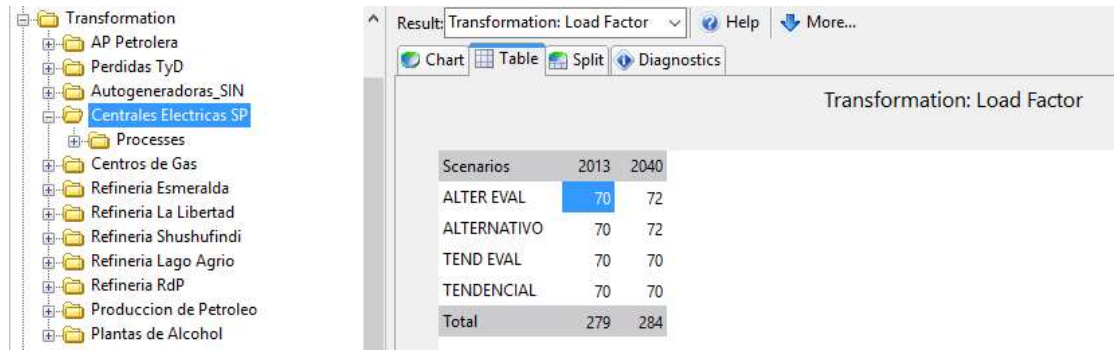 Transformation
AP Petrolera
Perdidas TyD
Autogeneradoras_SIN
Centrales Electricas SP
Processes
Centros de Gas
Refineria Esmeralda
Refineria La Libertad
Refineria Shushufindi
Refineria Lago Agrio
Refineria RdP
Produccion de Petroleo
Plantas de Alcohol
Result: Transformation: Load Factor Help More...
Chart Table Split Diagnostics
Transformation: Load Factor
Scenarios 2013 2040
ALTER EVAL 70 72
ALTERNATIVO 70 72
TEND EVAL 70 70
TENDENCIAL 70 70
Total 279 284